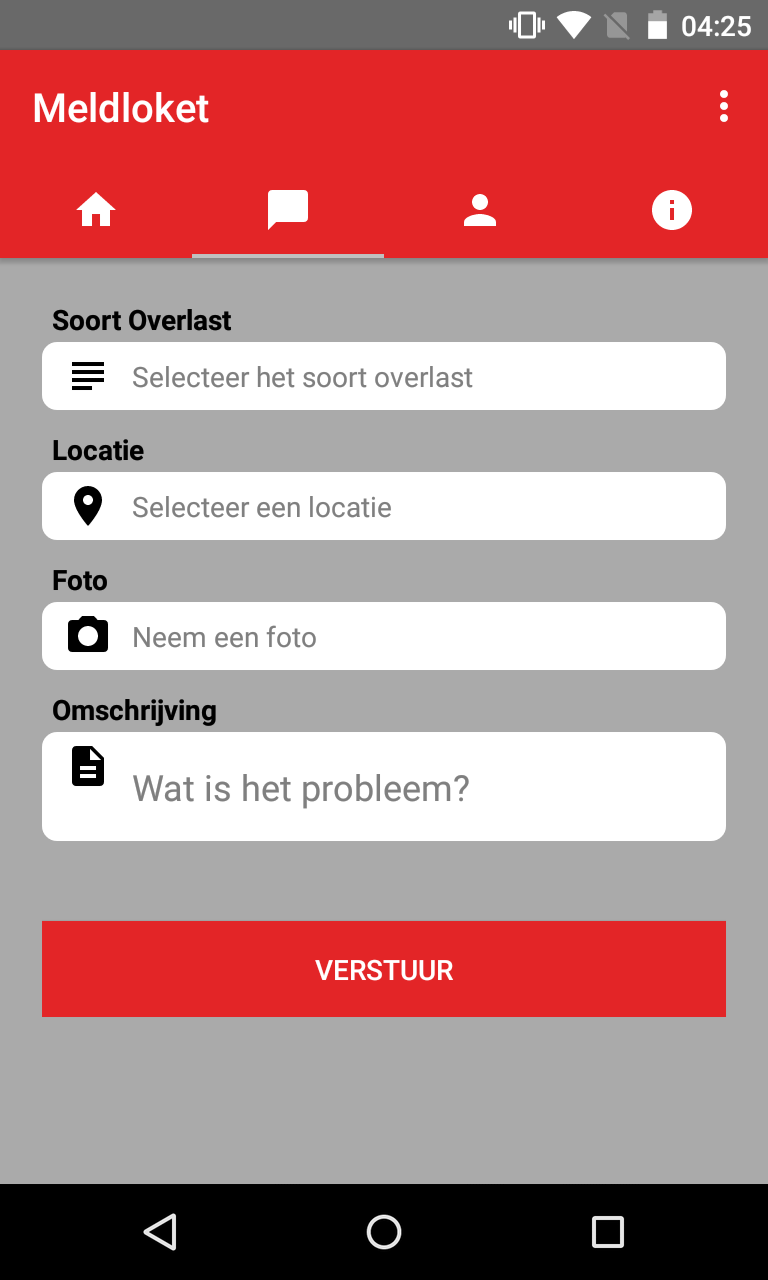 04:25
Meldloket
Soort Overlast
Selecteer het soort overlast
Locatie
Selecteer een locatie
Foto
Neem een foto
Omschrijving
Wat is het probleem?
VERSTUUR